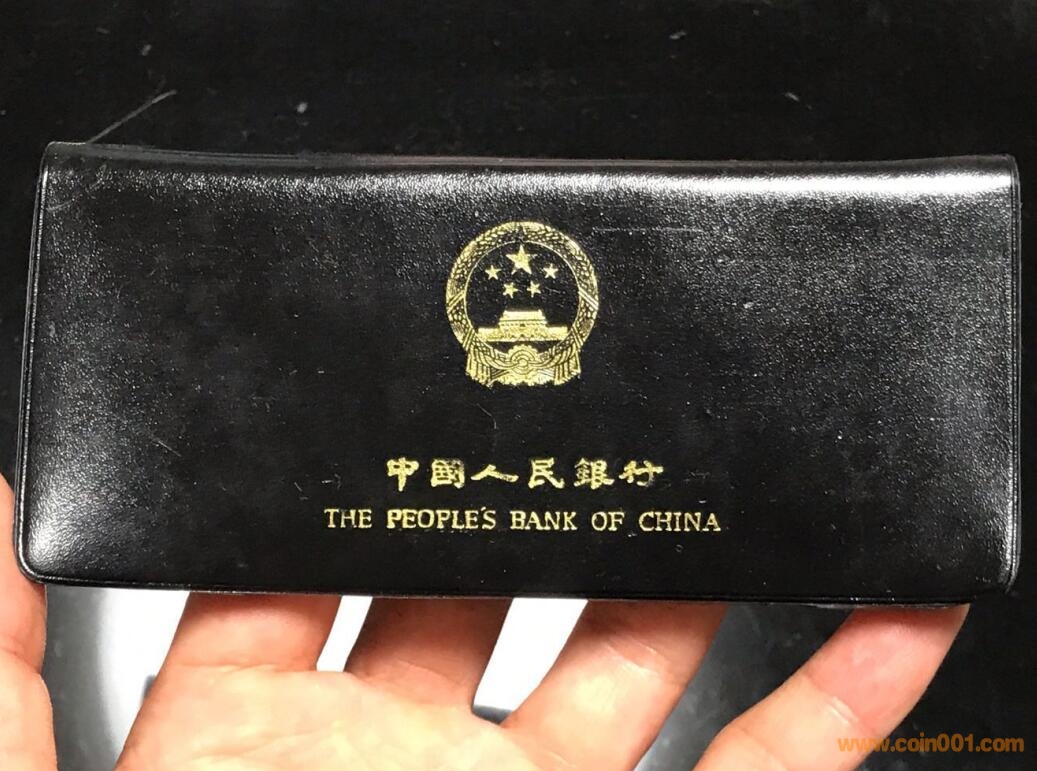 中國人民銀行
THE PEOPLE'S BANK OF CHINA
www.coin001.com